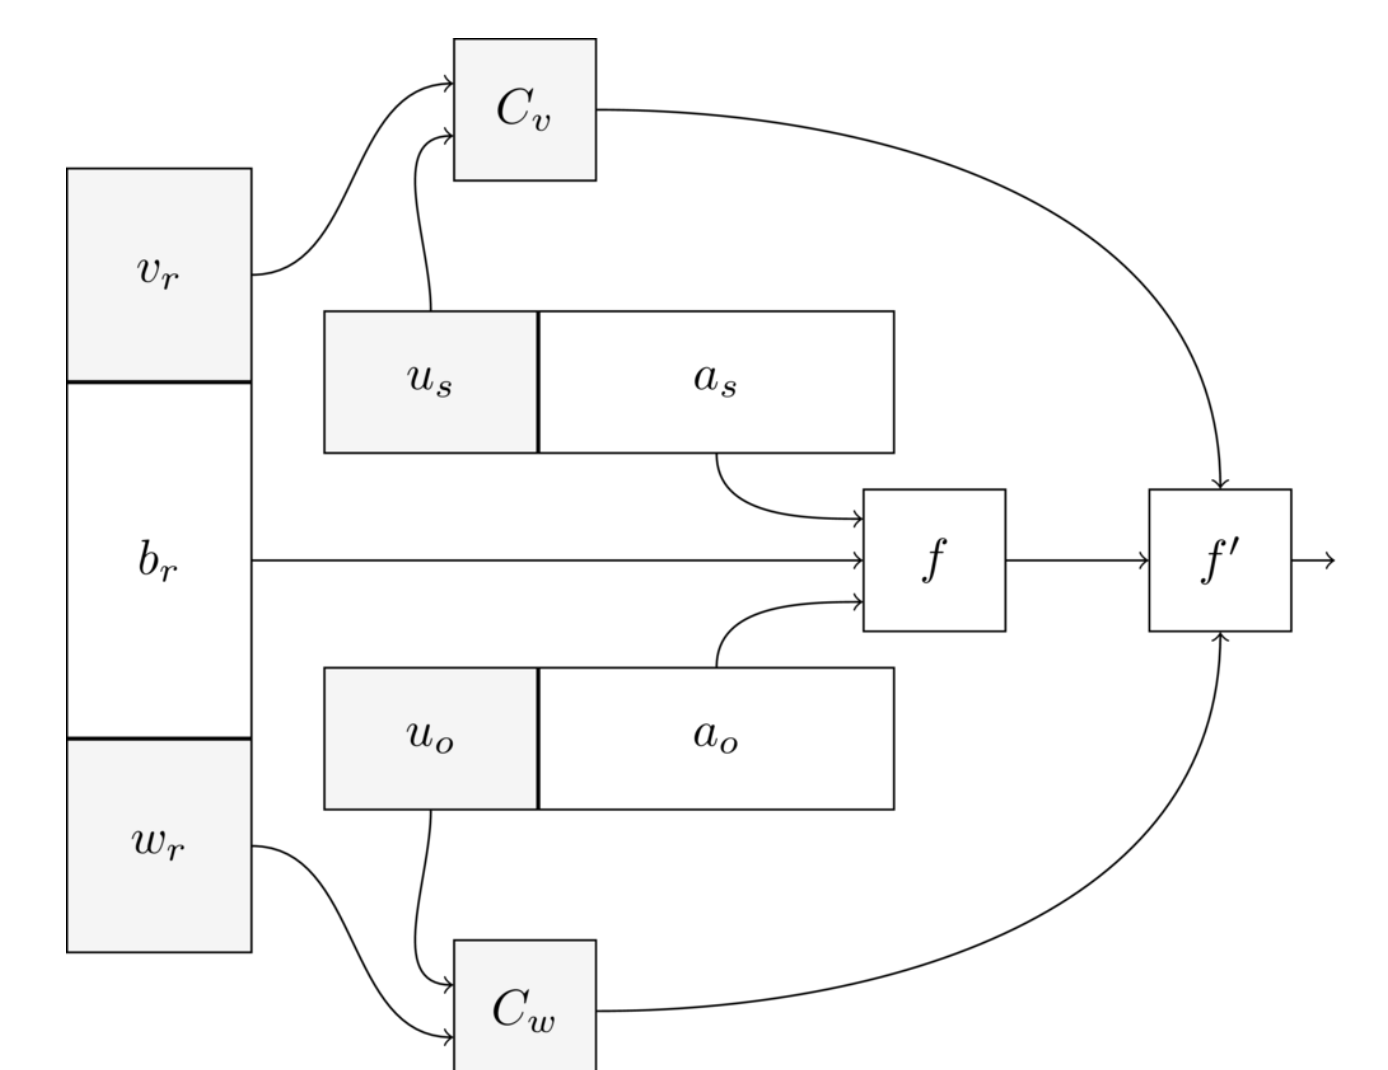 C_v
v_r
u_s a_s
b_r f f′
u_o a_o
w_r
C_w